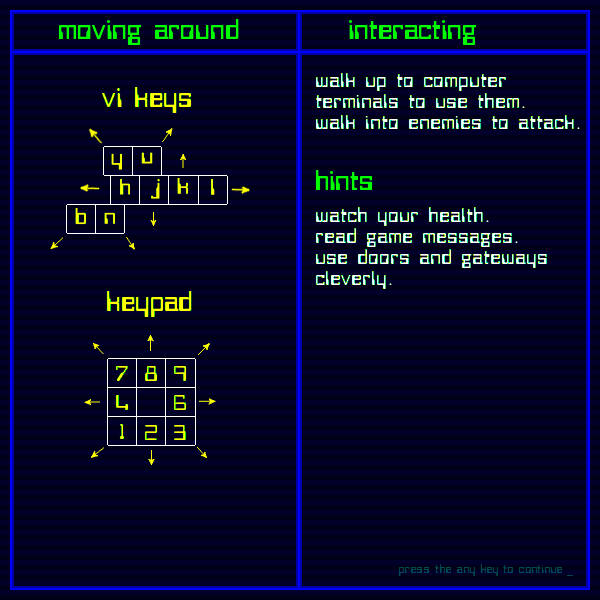 moving around
vi keys
y u
h j k l
b n
keypad
7 8 9
4 6
1 2 3
interacting
walk up to computer
terminals to use them.
walk into enemies to attack.
hints
watch your health.
read game messages.
use doors and gateways
cleverly.
press the any key to continue _